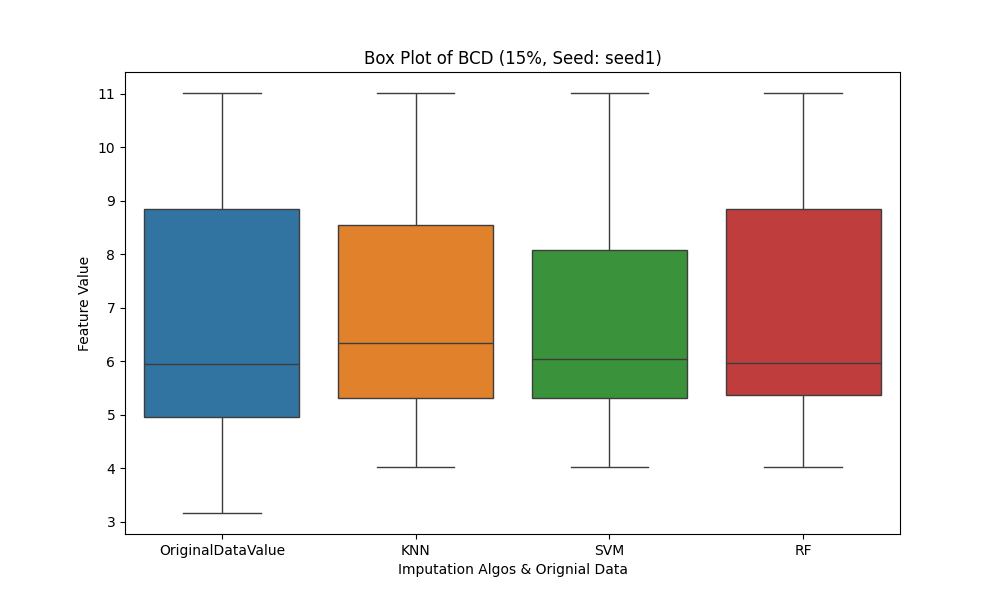 Box Plot of BCD (15%, Seed: seed1)
Feature Value
11
10
9
8
7
6
5
4
3
OriginalDataValue KNN SVM RF
Imputation Algos & Orignial Data